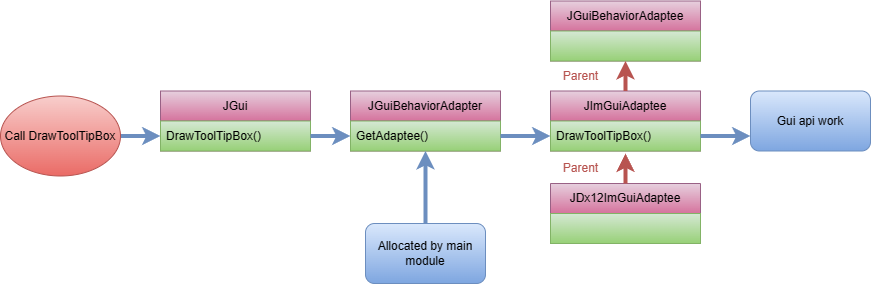 JGuiBehaviorAdaptee
Parent
JGui
JGuiBehaviorAdapter
JImGuiAdaptee
Call DrawToolTipBox
DrawToolTipBox()
GetAdaptee()
DrawToolTipBox()
Gui api work
Parent
JDx12ImGuiAdaptee
Allocated by main
module